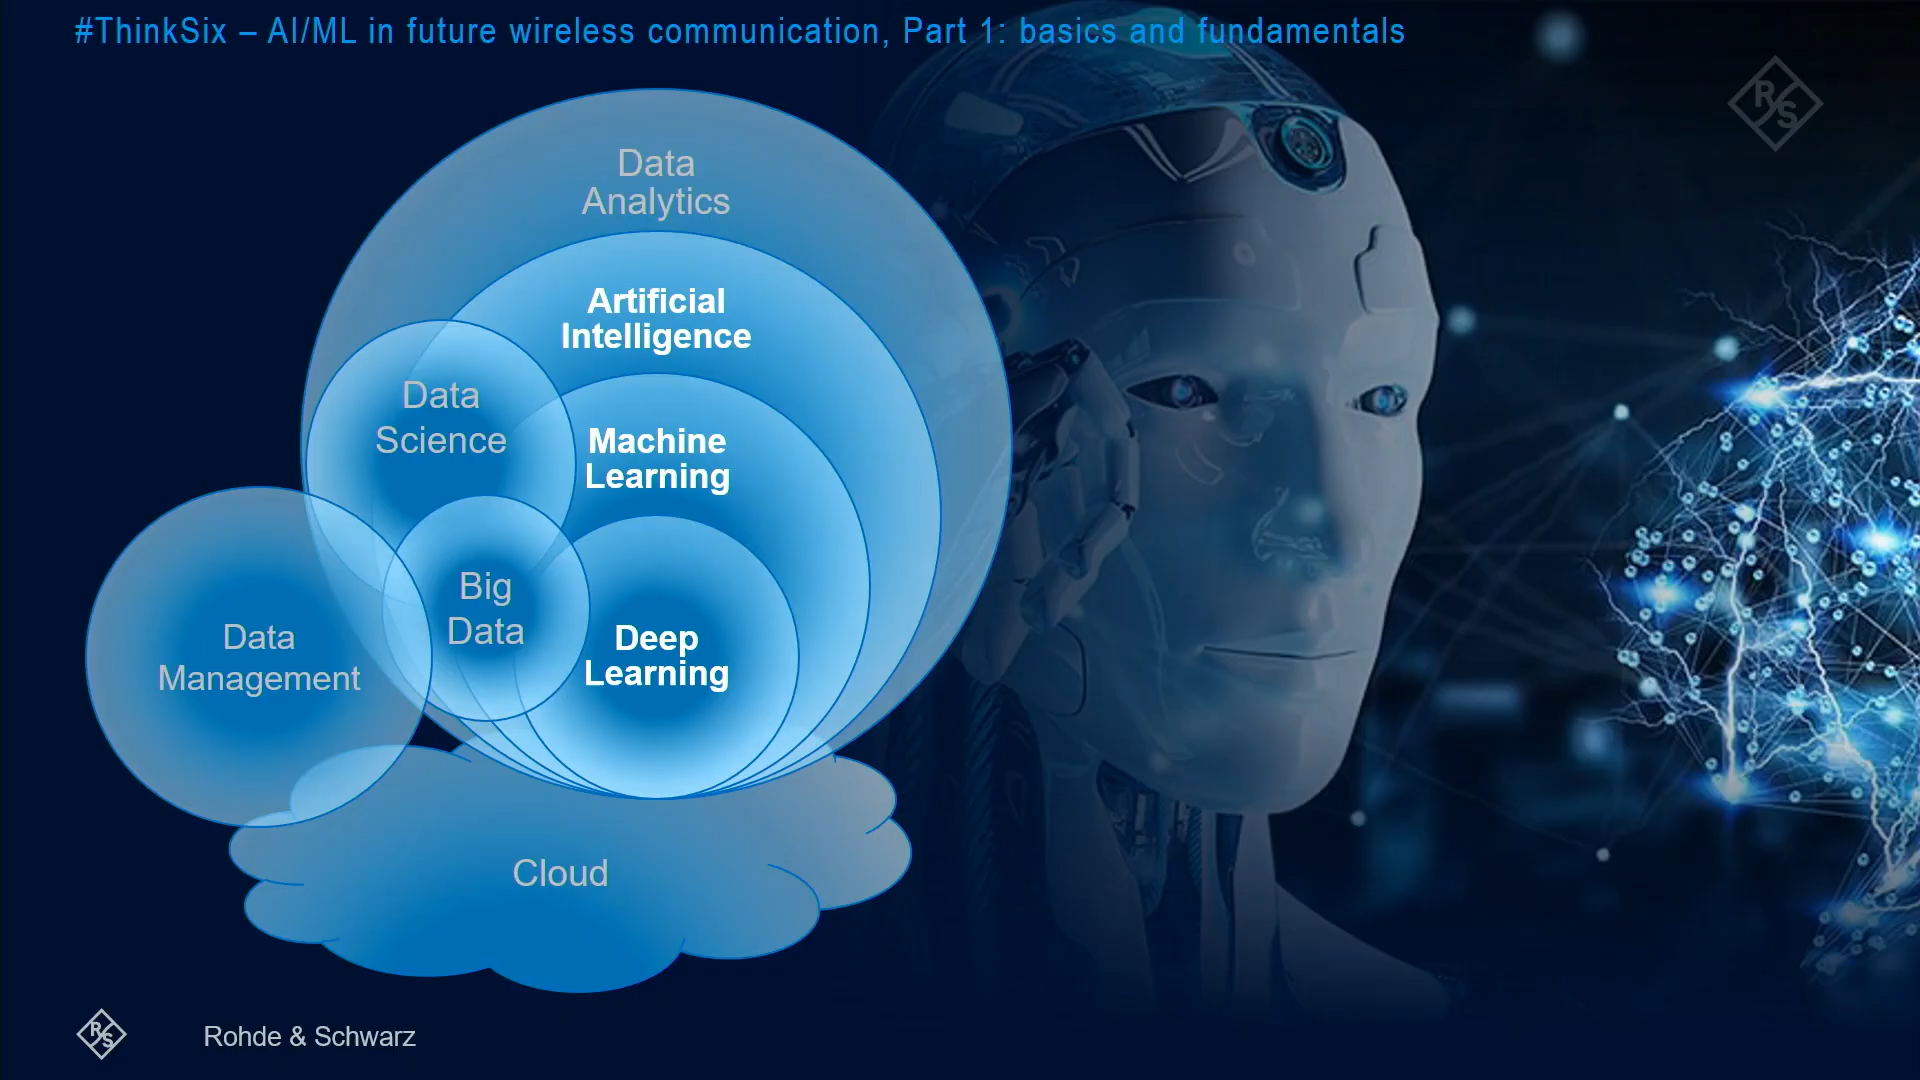 #ThinkSix – AI/ML in future wireless communication, Part 1: basics and fundamentals
R/S
Data
Analytics
Artificial
Intelligence
Data
Science
Machine
Learning
Big
Data
Data
Management
Deep
Learning
Cloud
R/S
Rohde & Schwarz